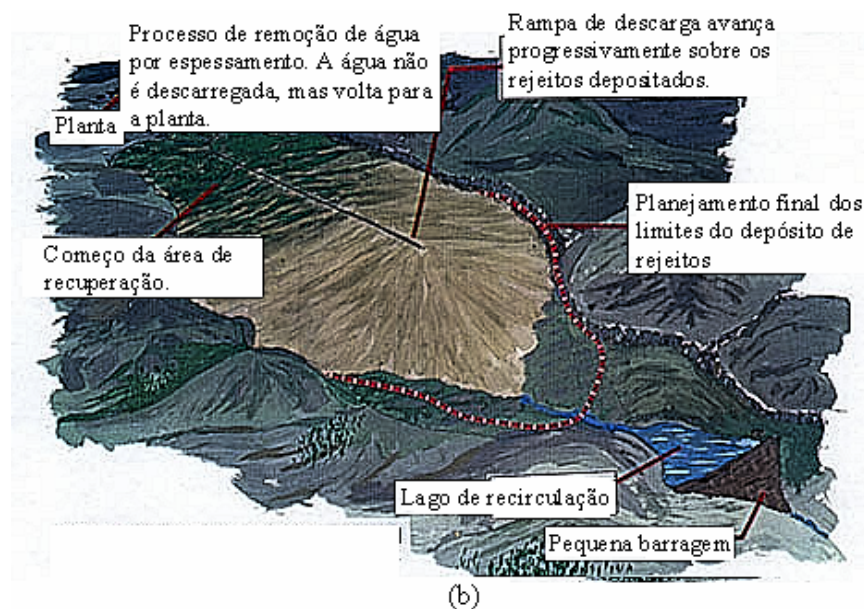 Processo de remoção de água
por espessamento. A água não
é descarregada, mas volta para
a planta.
Rampa de descarga avança
progressivamente sobre os
rejeitos depositados.
Planta
Planejamento final dos
limites do depósito de
rejeitos
Começo da área de
recuperação.
Lago de recirculação
Pequena barragem
(b)